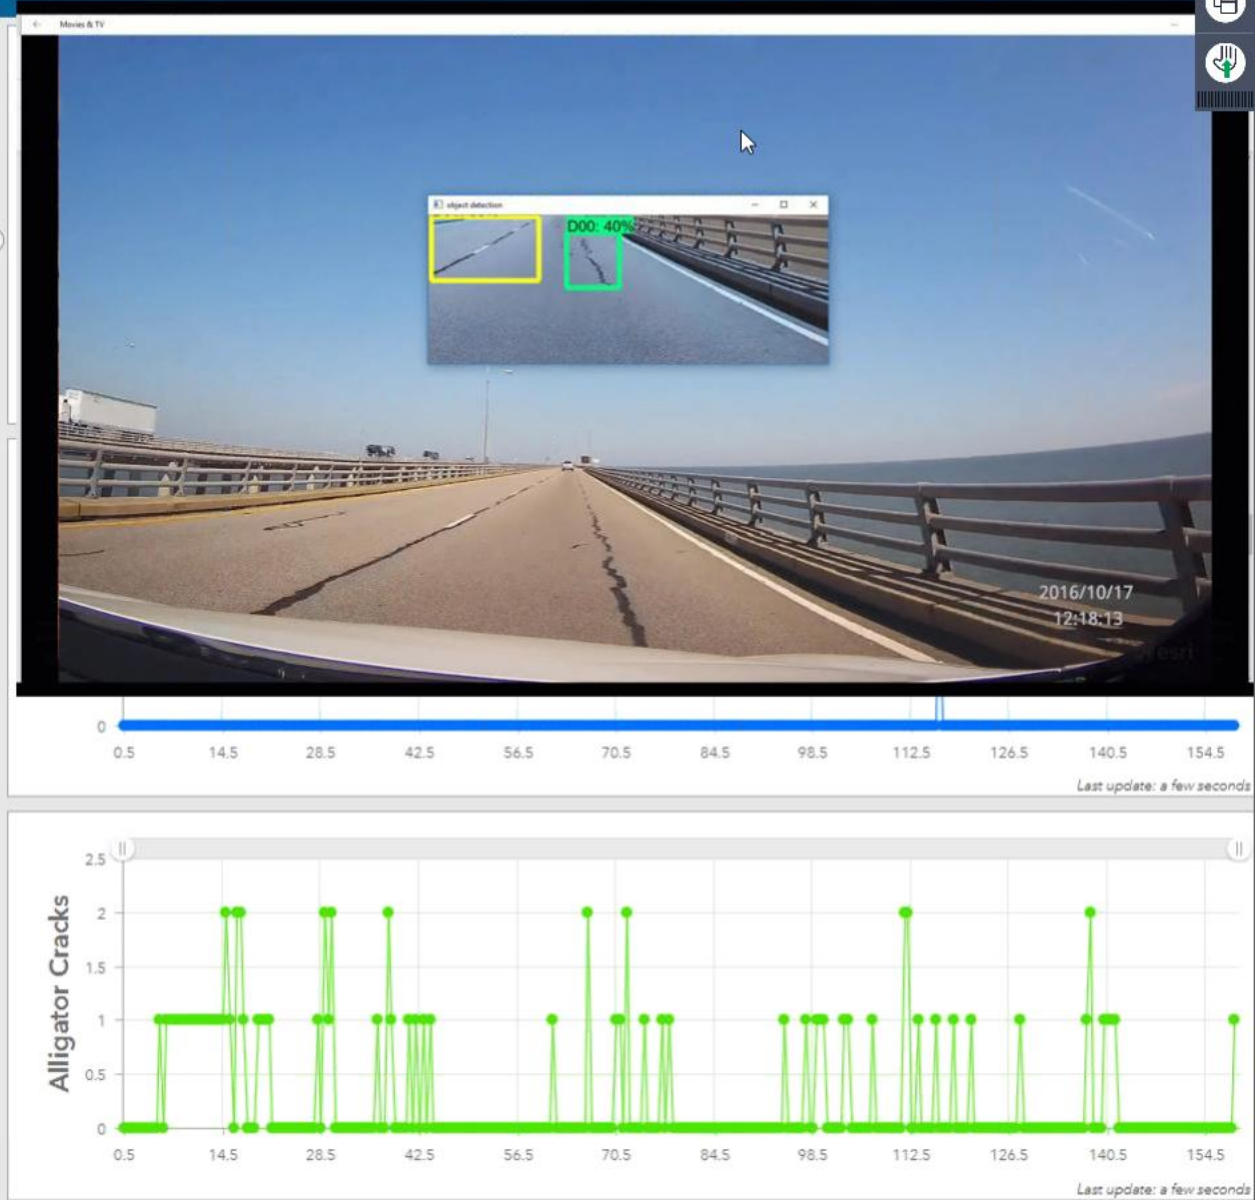 Movies & TV
object detection
D00: 40%
2016/10/17
12:18:13
esri
0
0.5 14.5 28.5 42.5 56.5 70.5 84.5 98.5 112.5 126.5 140.5 154.5
Last update: a few seconds
Alligator Cracks
2.5
2
1.5
1
0.5
0
0.5 14.5 28.5 42.5 56.5 70.5 84.5 98.5 112.5 126.5 140.5 154.5
Last update: a few seconds